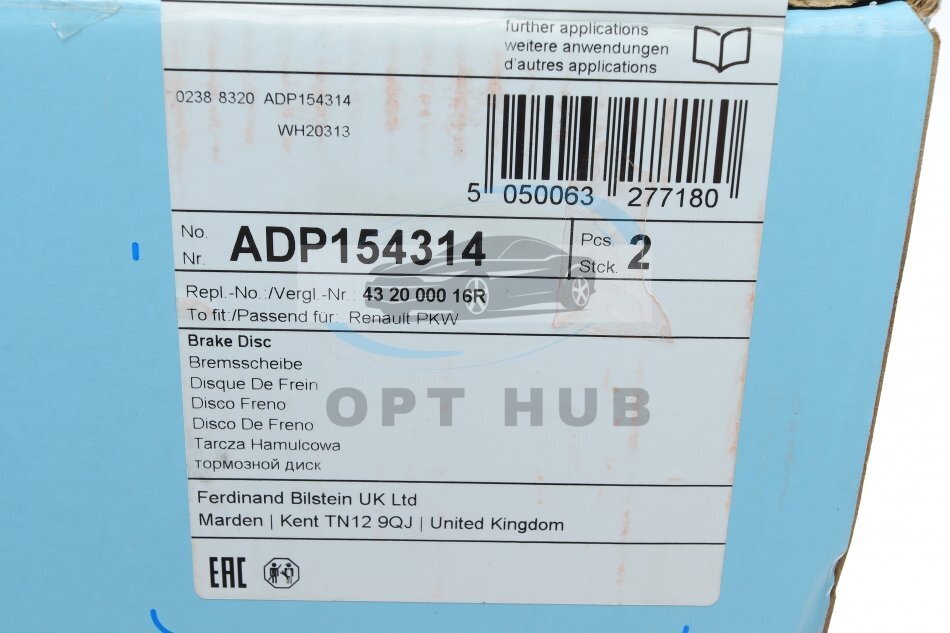 further applications
weitere anwendungen
d'autres applications
0238 8320 ADP154314
WH20313
5 050063 277180
No.
Nr. ADP154314
Pcs.
Stck. 2
Repl.-No.:/Vergl.-Nr.: 43 20 000 16R
To fit:/Passend für: Renault PKW
Brake Disc
Bremsscheibe
Disque De Frein
Disco Freno
Disco De Freno
Tarcza Hamulcowa
тормозной диск
OPT HUB
Ferdinand Bilstein UK Ltd
Marden | Kent TN12 9QJ | United Kingdom
EAC